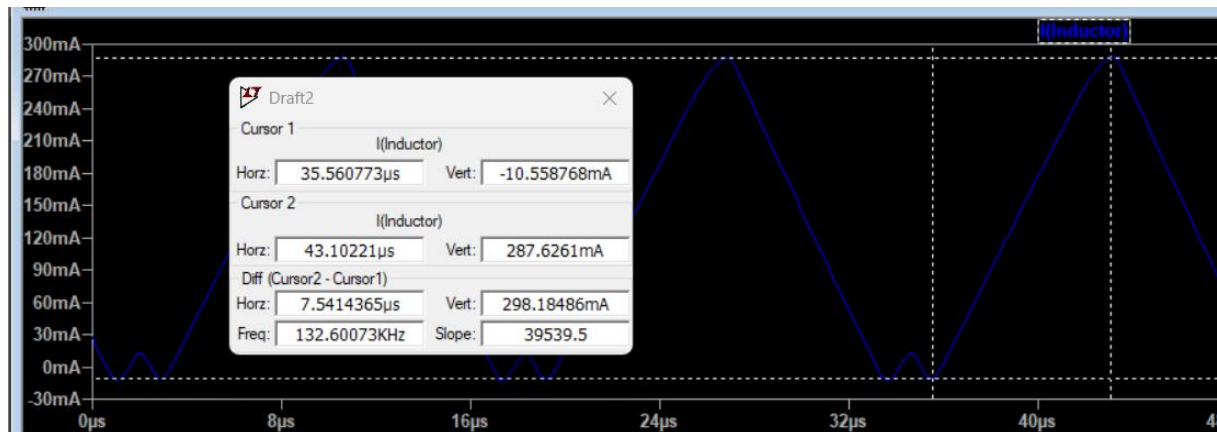 I(Inductor)
300mA
270mA
240mA
210mA
180mA
150mA
120mA
90mA
60mA
30mA
0mA
-30mA
Draft2
Cursor 1
I(Inductor)
Horz: 35.560773µs Vert: -10.558768mA
Cursor 2
I(Inductor)
Horz: 43.10221µs Vert: 287.6261mA
Diff (Cursor2 - Cursor1)
Horz: 7.5414365µs Vert: 298.18486mA
Freq: 132.60073KHz Slope: 39539.5
0µs 8µs 16µs 24µs 32µs 40µs